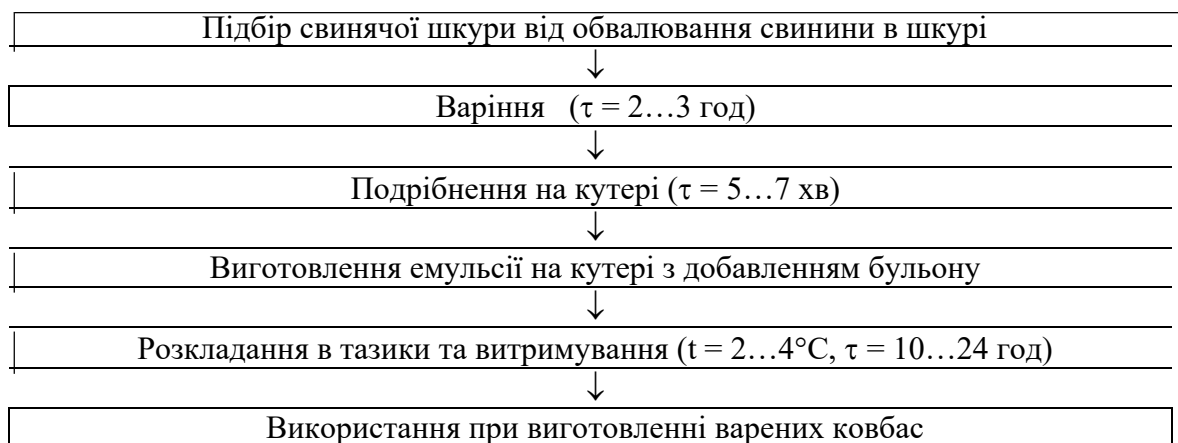 Підбір свинячої шкури від обвалювання свинини в шкурі
↓
Варіння (τ = 2…3 год)
↓
Подрібнення на кутері (τ = 5…7 хв)
↓
Виготовлення емульсії на кутері з добавленням бульону
↓
Розкладання в тазики та витримування (t = 2…4°С, τ = 10…24 год)
↓
Використання при виготовленні варених ковбас